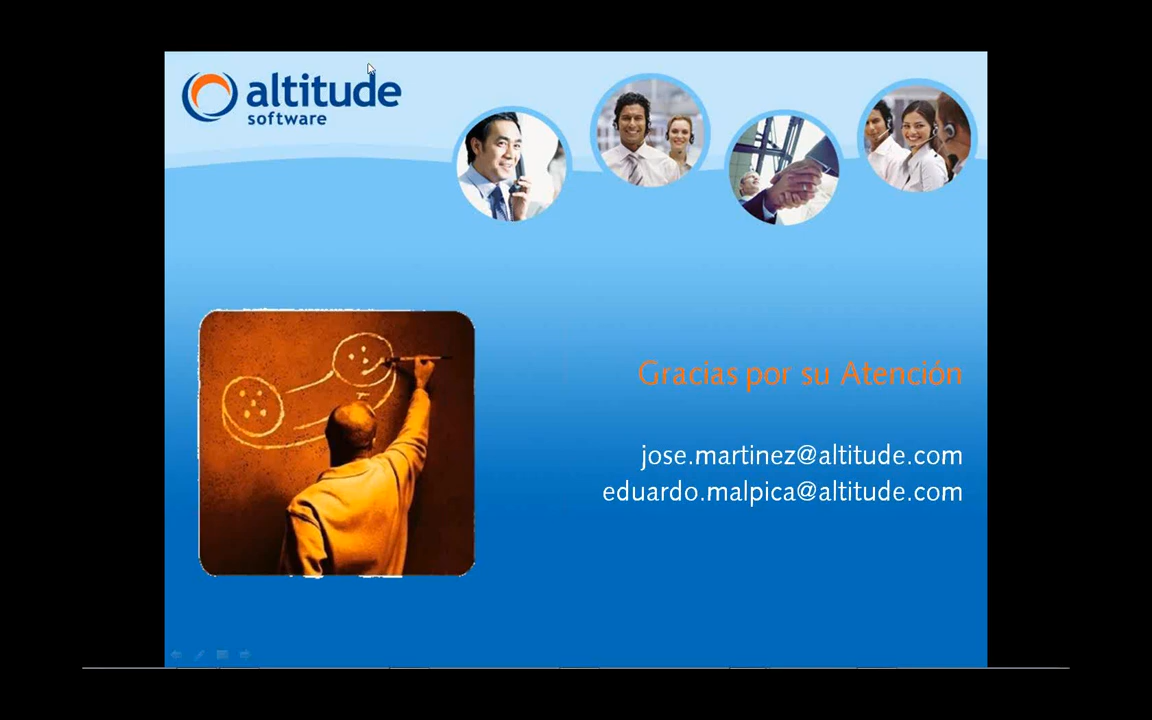 altitude
software
Gracias por su Atención
jose.martinez@altitude.com
eduardo.malpica@altitude.com